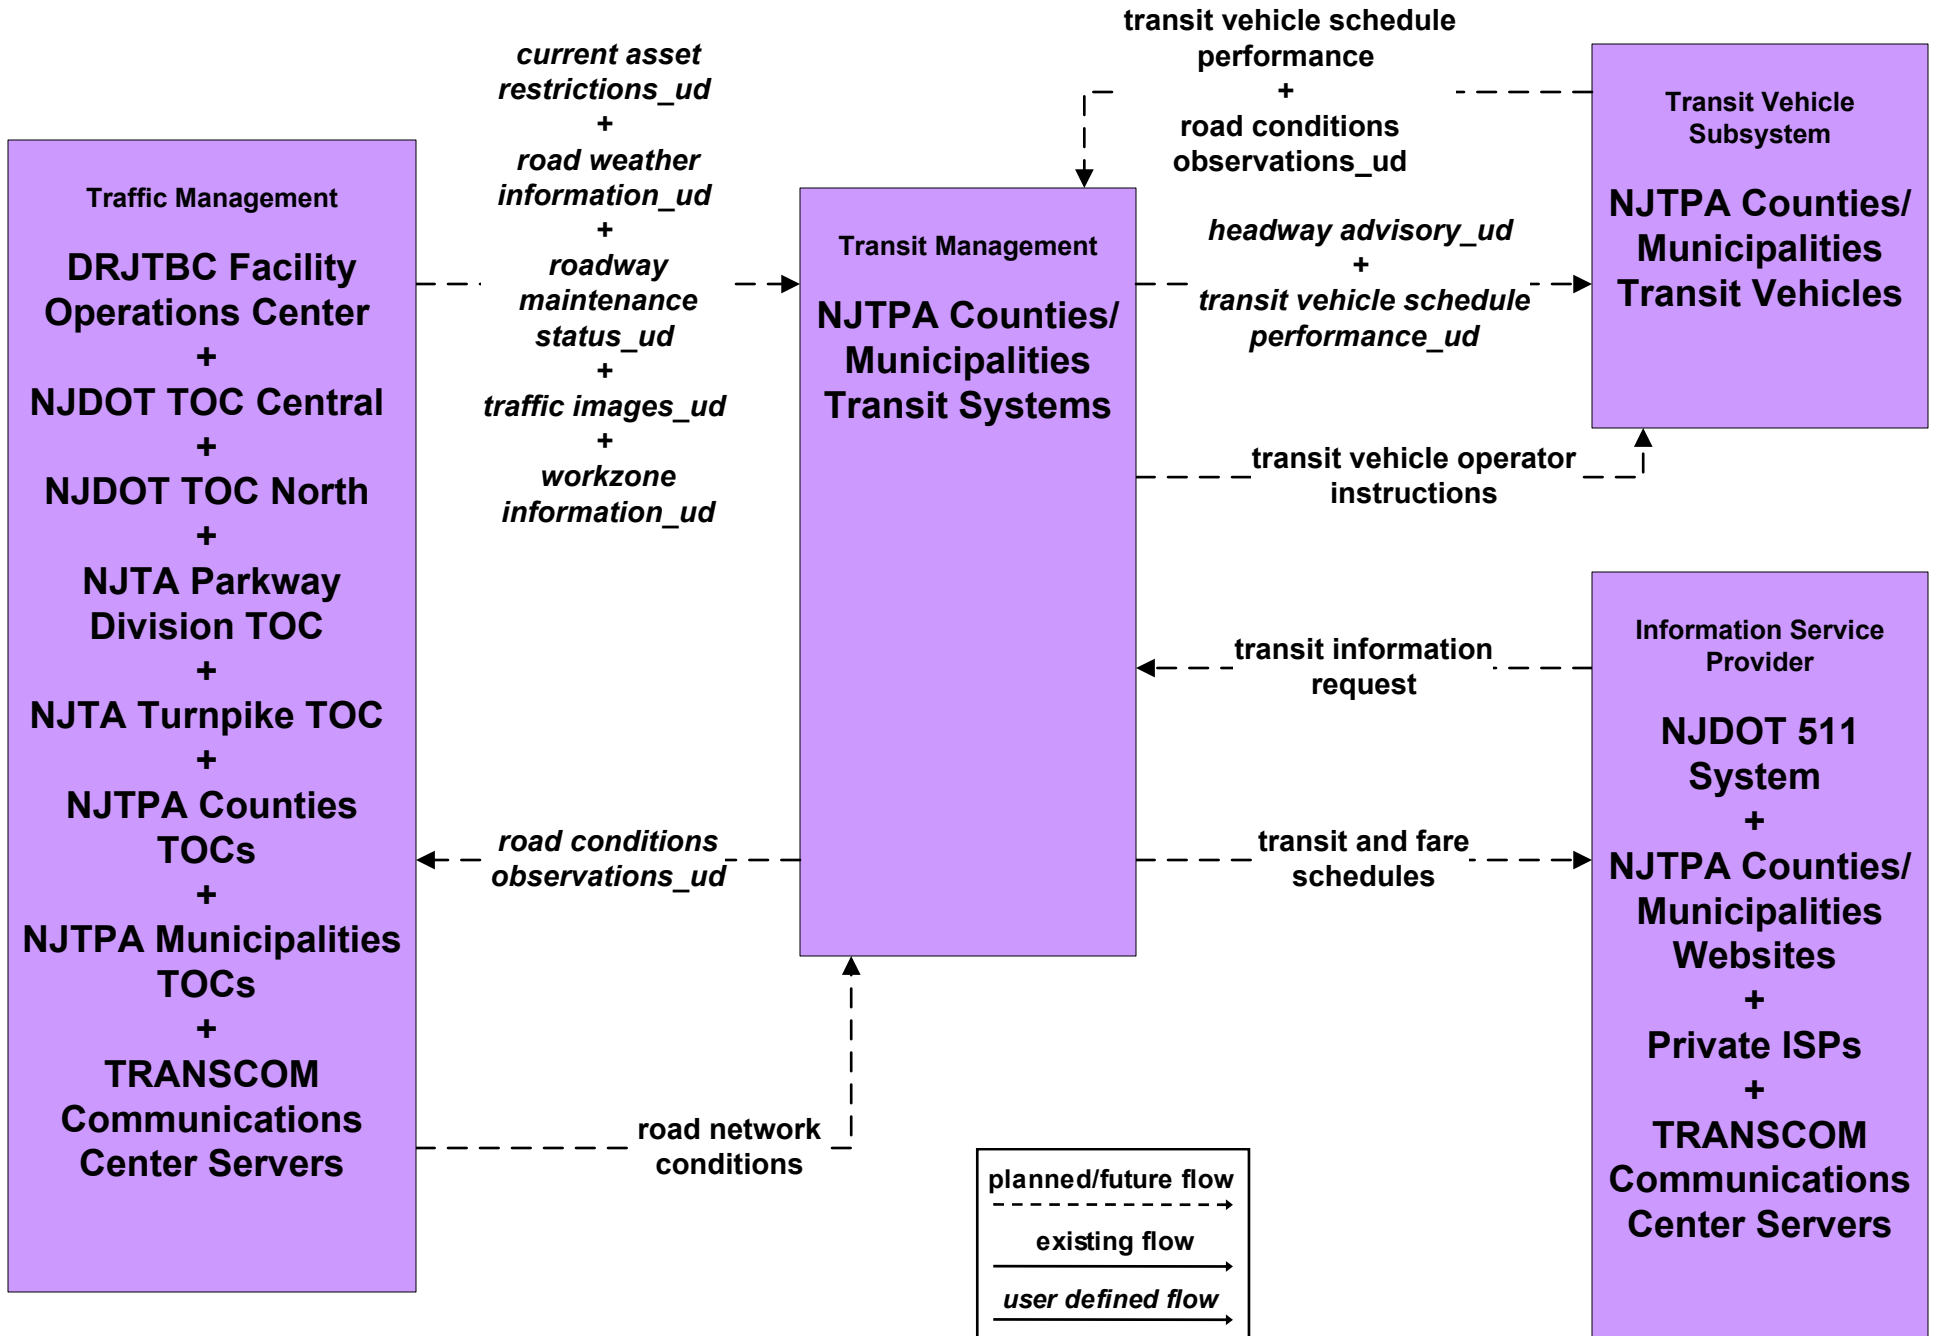 Traffic Management
DRJTBC Facility
Operations Center
+
NJDOT TOC Central
+
NJDOT TOC North
+
NJTA Parkway
Division TOC
+
NJTA Turnpike TOC
+
NJTPA Counties
TOCs
+
NJTPA Municipalities
TOCs
+
TRANSCOM
Communications
Center Servers
current asset
restrictions_ud
+
road weather
information_ud
+
roadway
maintenance
status_ud
+
traffic images_ud
+
workzone
information_ud
road conditions
observations_ud
road network
conditions
Transit Management
NJTPA Counties/
Municipalities
Transit Systems
transit vehicle schedule
performance
+
road conditions
observations_ud
headway advisory_ud
+
transit vehicle schedule
performance_ud
transit vehicle operator
instructions
transit information
request
transit and fare
schedules
Transit Vehicle
Subsystem
NJTPA Counties/
Municipalities
Transit Vehicles
Information Service
Provider
NJDOT 511
System
+
NJTPA Counties/
Municipalities
Websites
+
Private ISPs
+
TRANSCOM
Communications
Center Servers
planned/future flow
existing flow
user defined flow